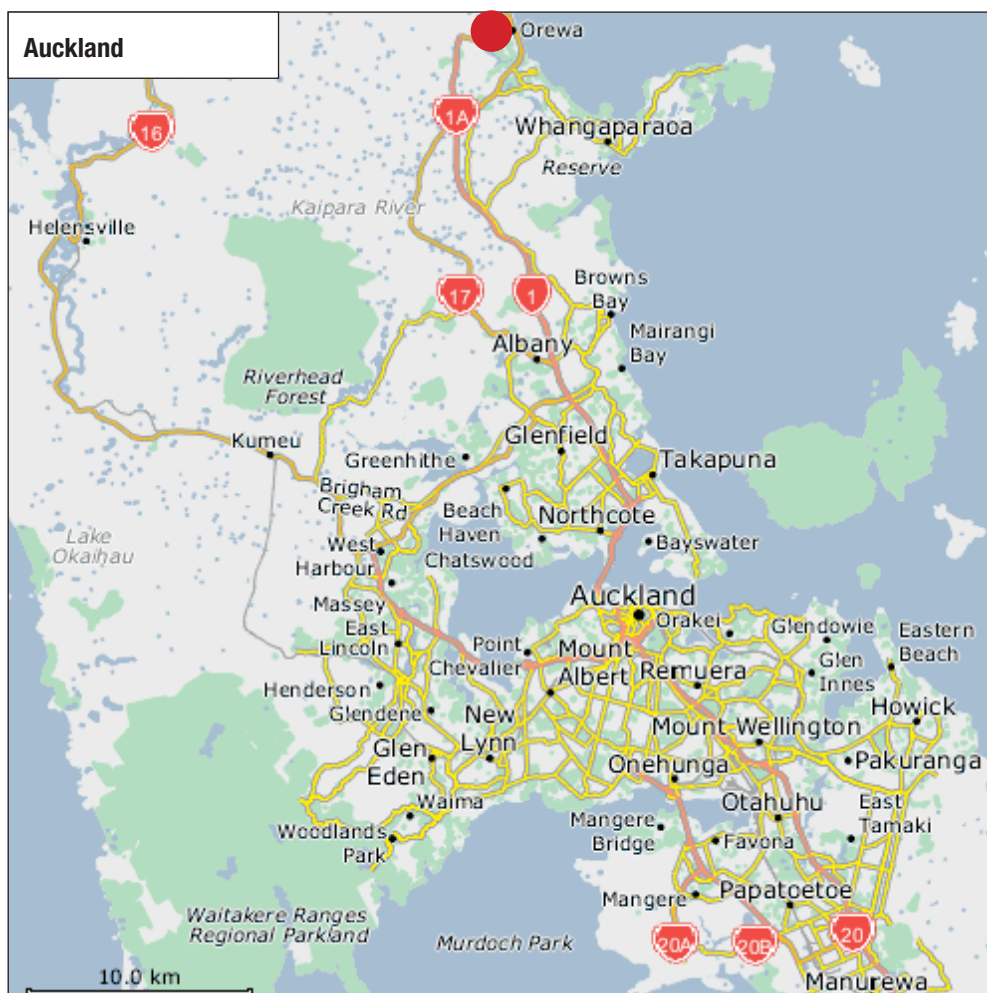 Auckland
Orewa
1A
16
Whangaparaoa
Reserve
Kaipara River
Helensville
Browns
Bay
17
1
Mairangi
Bay
Albany
Riverhead
Forest
Kumeu
Glenfield
Greenhithe
Takapuna
Brigham
Creek Rd
Beach
Haven
Northcote
Lake
Okaihau
West
Harbour
Chatswood
Bayswater
Auckland
Massey
East
Lincoln
Point
Chevalier
Mount
Albert
Orakei
Glendowie
Eastern
Beach
Remuera
Glen
Innes
Henderson
Glendene
New
Lynn
Howick
Mount Wellington
Glen
Eden
Onehunga
Pakuranga
Waima
Otahuhu
East
Tamaki
Woodlands
Park
Mangere
Bridge
Favona
Mangere
Papatoetoe
Waitakere Ranges
Regional Parkland
Murdoch Park
20A
20B
20
10.0 km
Manurewa